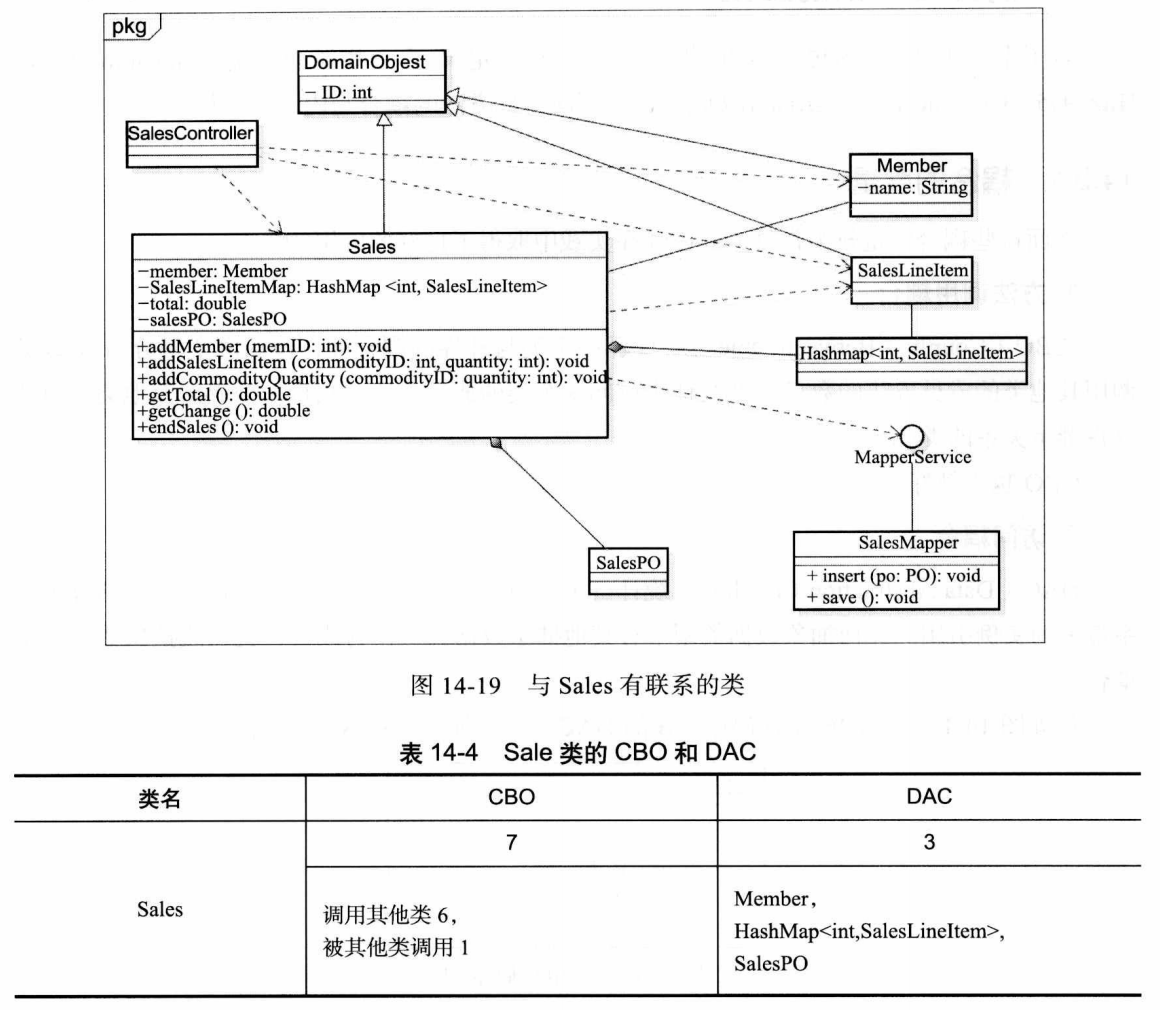 pkg
DomainObjest
− ID: int
SalesController
Member
−name: String
Sales
−member: Member
−SalesLineItemMap: HashMap <int, SalesLineItem>
−total: double
−salesPO: SalesPO
+addMember (memID: int): void
+addSalesLineItem (commodityID: int, quantity: int): void
+addCommodityQuantity (commodityID: quantity: int): void
+getTotal (): double
+getChange (): double
+endSales (): void
SalesLineItem
Hashmap<int, SalesLineItem>
MapperService
SalesPO
SalesMapper
+ insert (po: PO): void
+ save (): void
图 14-19 与 Sales 有联系的类
表 14-4 Sale 类的 CBO 和 DAC
类名 CBO DAC
7 3
Sales
调用其他类 6，
被其他类调用 1
Member，
HashMap<int,SalesLineItem>,
SalesPO